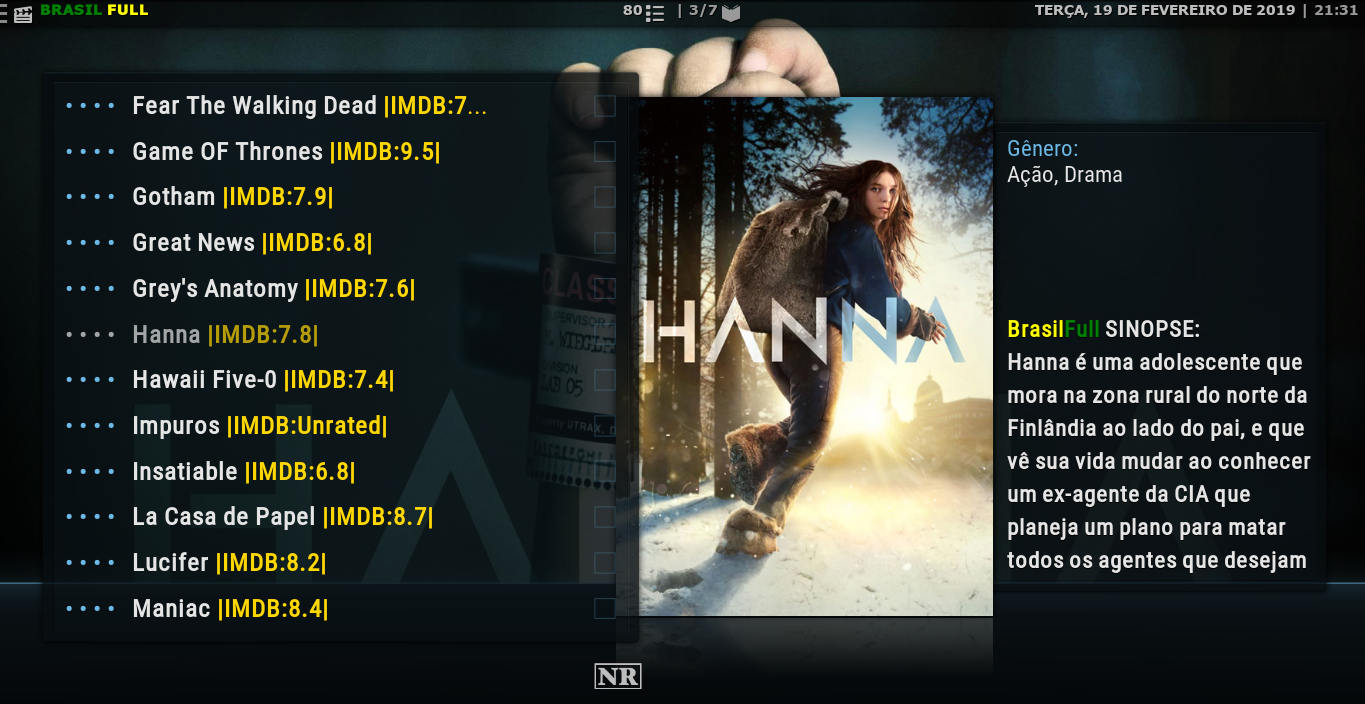 BRASIL FULL
80 | 3/7
TERÇA, 19 DE FEVEREIRO DE 2019 | 21:31
Fear The Walking Dead |IMDB:7...
Game OF Thrones |IMDB:9.5|
Gotham |IMDB:7.9|
Great News |IMDB:6.8|
Grey's Anatomy |IMDB:7.6|
Hanna |IMDB:7.8|
Hawaii Five-0 |IMDB:7.4|
Impuros |IMDB:Unrated|
Insatiable |IMDB:6.8|
La Casa de Papel |IMDB:8.7|
Lucifer |IMDB:8.2|
Maniac |IMDB:8.4|
HANNA
Gênero:
Ação, Drama
BrasilFull SINOPSE:
Hanna é uma adolescente que
mora na zona rural do norte da
Finlândia ao lado do pai, e que
vê sua vida mudar ao conhecer
um ex-agente da CIA que
planeja um plano para matar
todos os agentes que desejam
NR